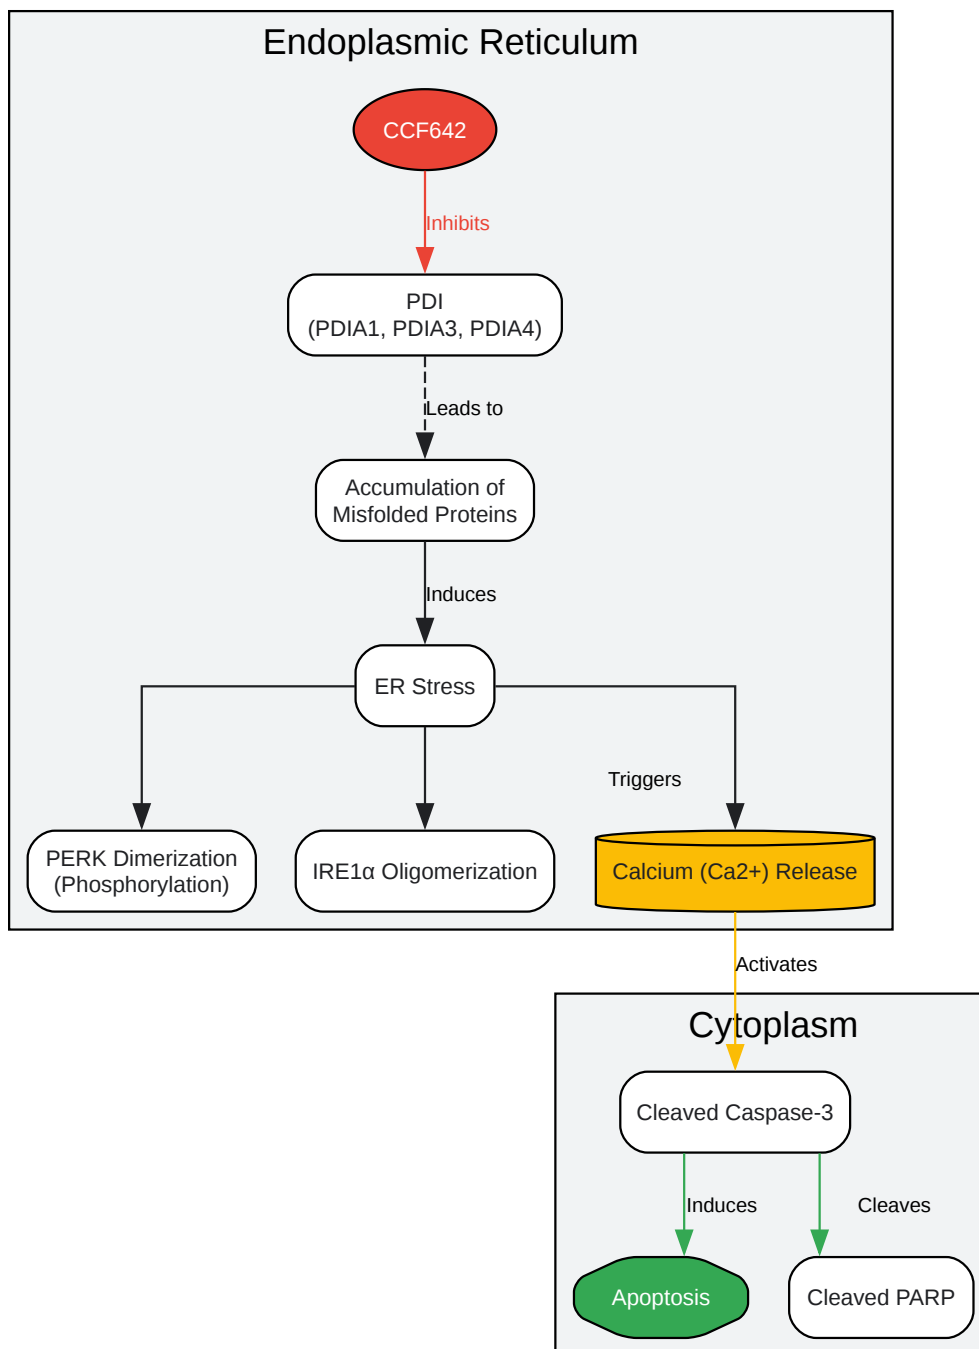 Endoplasmic Reticulum
CCF642
Inhibits
PDI
(PDIA1, PDIA3, PDIA4)
Leads to
Accumulation of
Misfolded Proteins
Induces
ER Stress
Triggers
PERK Dimerization
(Phosphorylation)
IRE1α Oligomerization
Calcium (Ca2+) Release
Activates
Cytoplasm
Cleaved Caspase-3
Induces
Cleaves
Apoptosis
Cleaved PARP